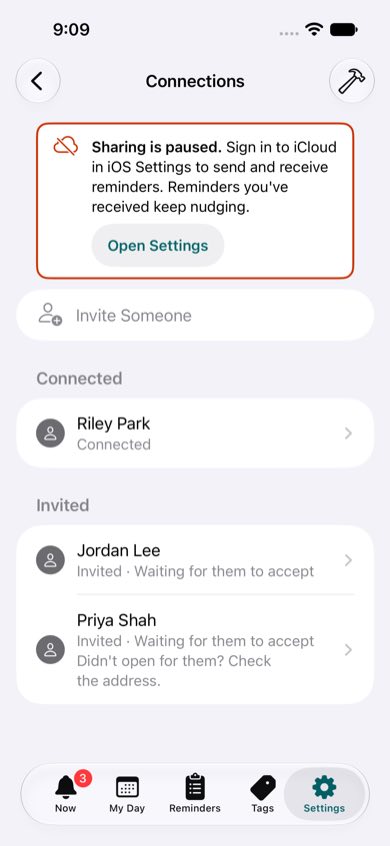 9:09
Connections
Sharing is paused. Sign in to iCloud
in iOS Settings to send and receive
reminders. Reminders you've
received keep nudging.
Open Settings
Invite Someone
Connected
Riley Park
Connected
Invited
Jordan Lee
Invited · Waiting for them to accept
Priya Shah
Invited · Waiting for them to accept
Didn't open for them? Check
the address.
3
Now
My Day
Reminders
Tags
Settings